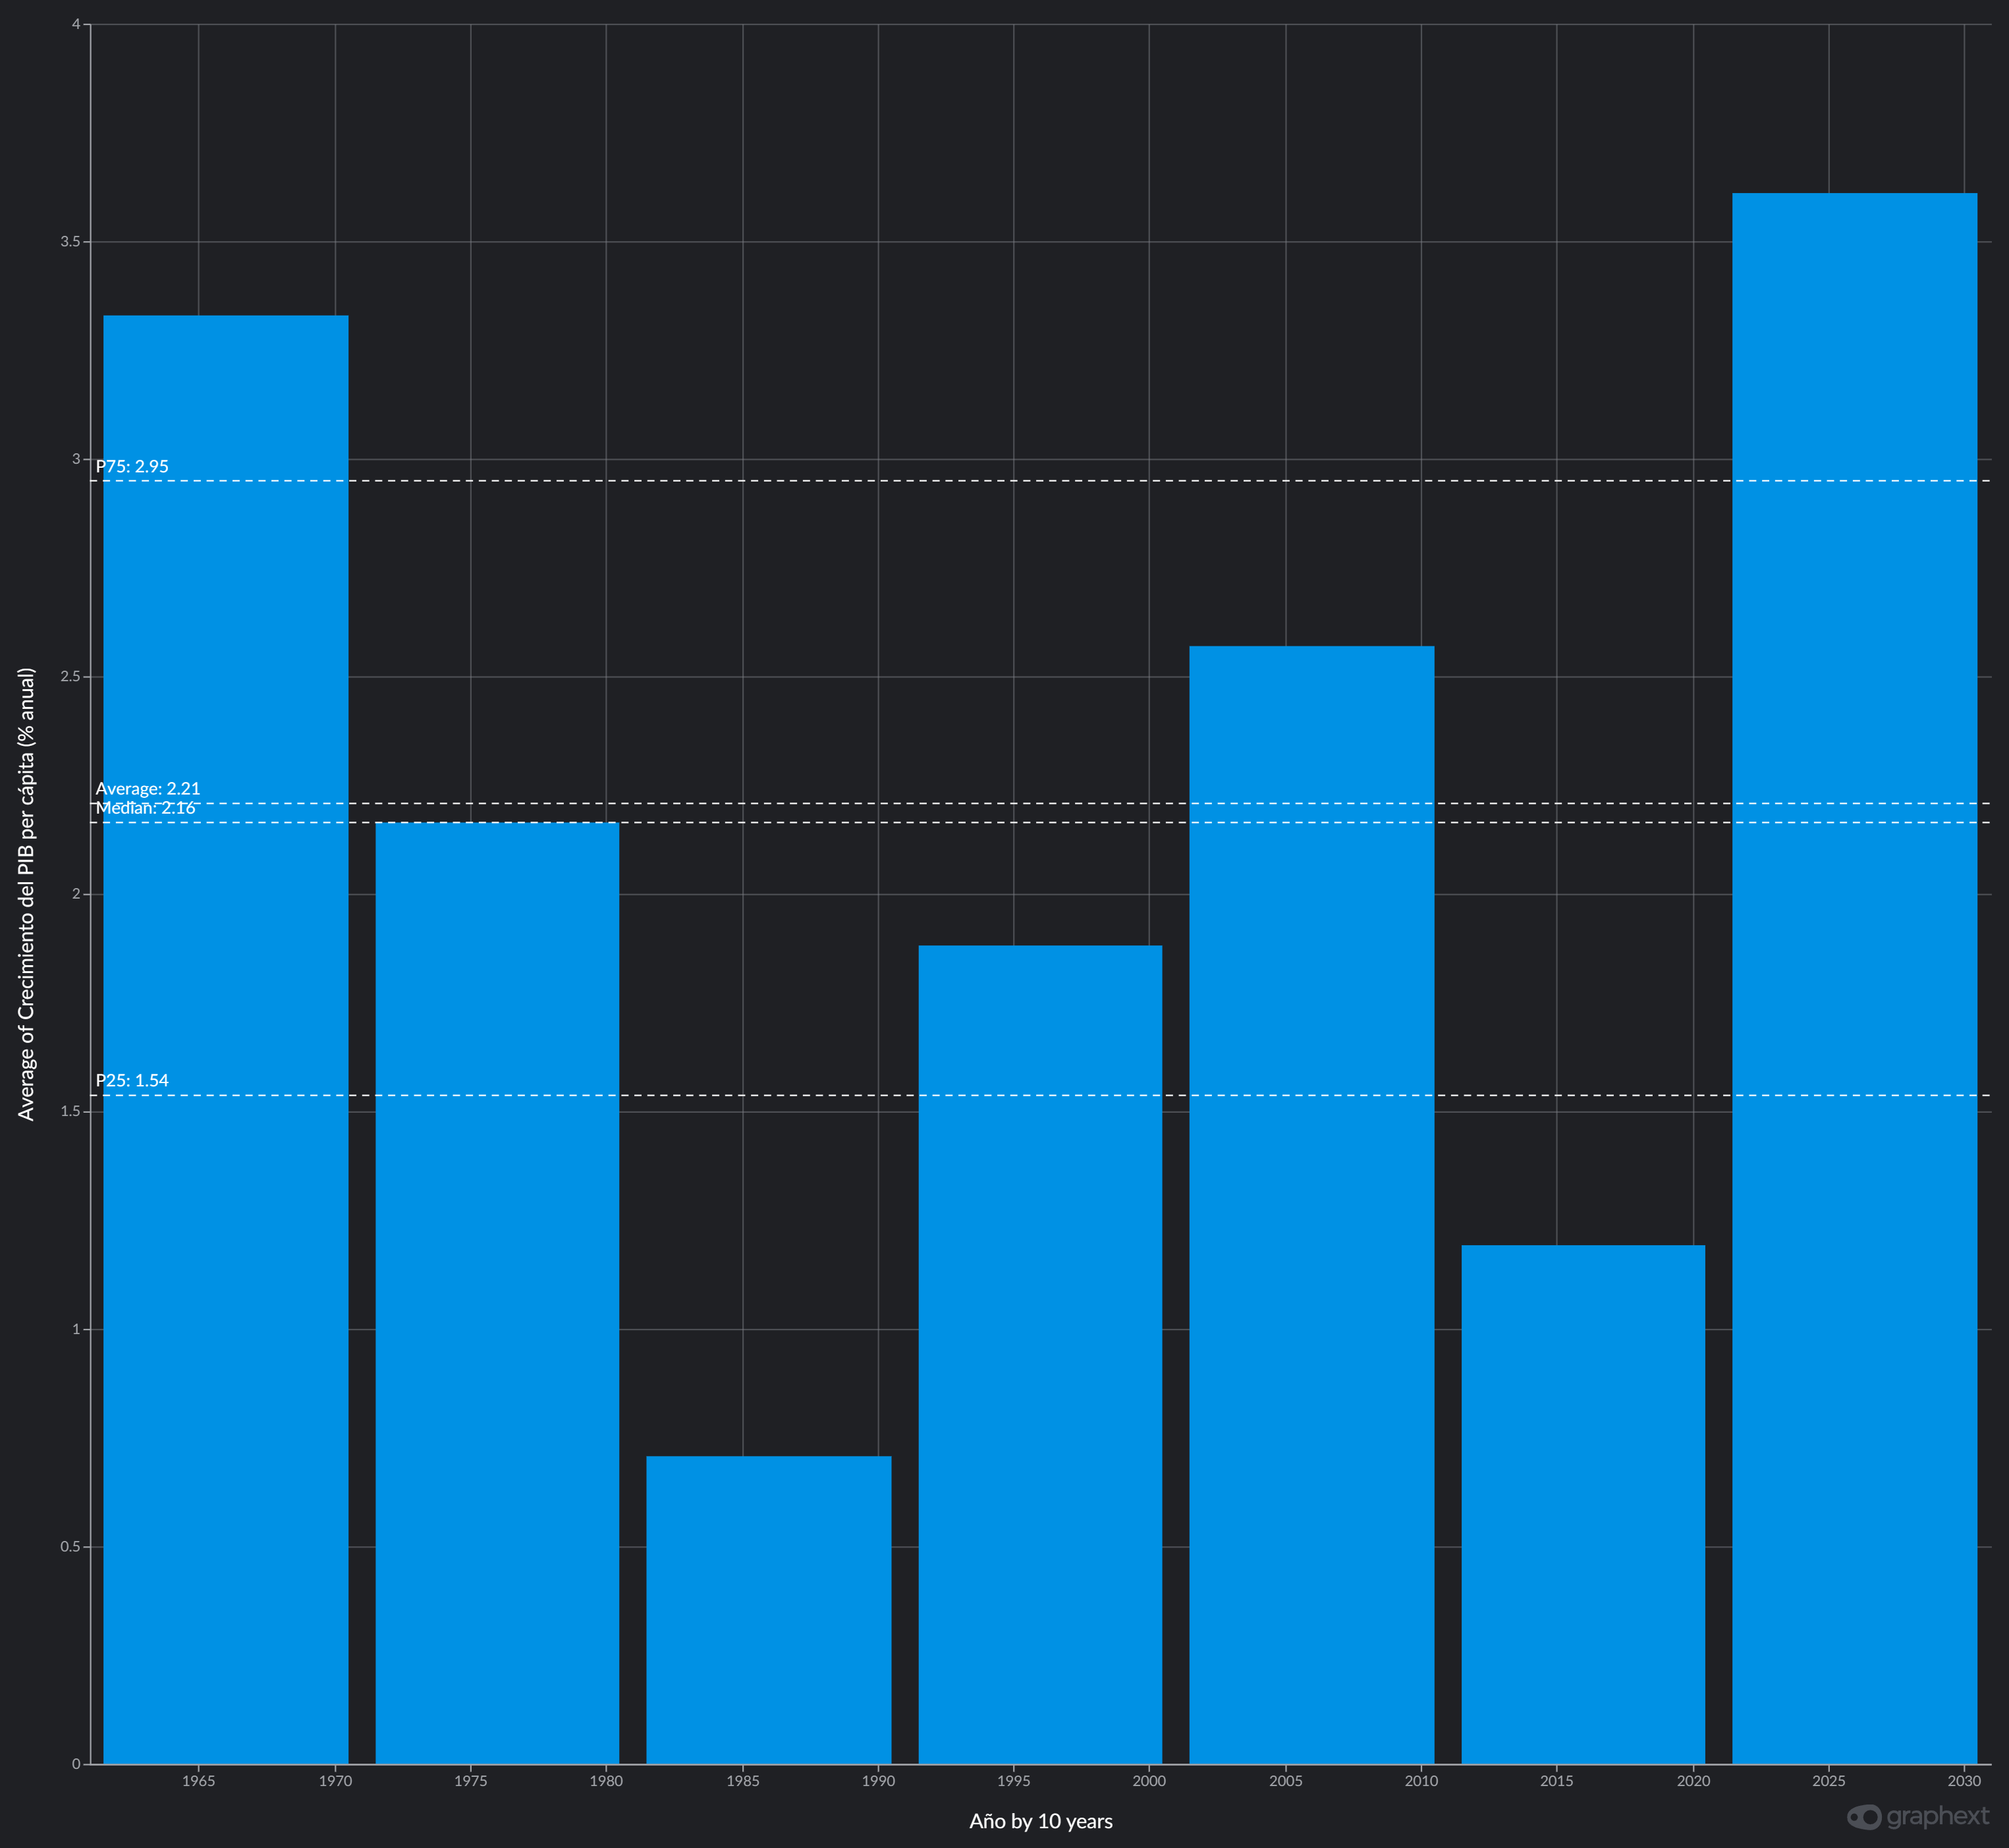 4
3.5
3
2.5
2
1.5
1
0.5
0
P75: 2.95
Average: 2.21
Median: 2.16
P25: 1.54
Average of Crecimiento del PIB per cápita (% anual)
1965 1970 1975 1980 1985 1990 1995 2000 2005 2010 2015 2020 2025 2030
Año by 10 years
graphext